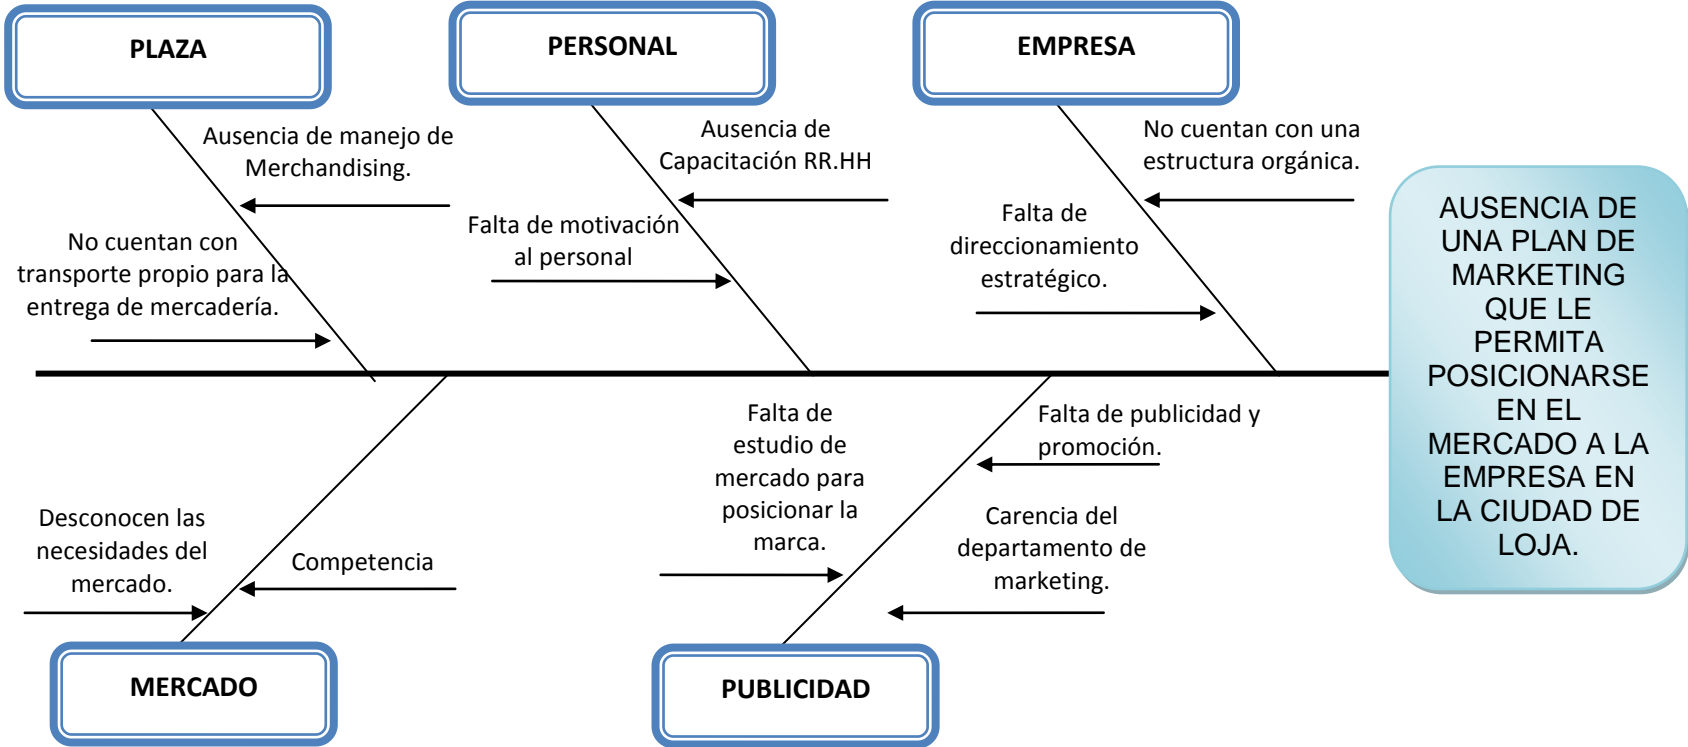 PLAZA
PERSONAL
EMPRESA
Ausencia de manejo de
Merchandising.
No cuentan con
transporte propio para la
entrega de mercadería.
Ausencia de
Capacitación RR.HH
Falta de motivación
al personal
No cuentan con una
estructura orgánica.
Falta de
direccionamiento
estratégico.
AUSENCIA DE
UNA PLAN DE
MARKETING
QUE LE
PERMITA
POSICIONARSE
EN EL
MERCADO A LA
EMPRESA EN
LA CIUDAD DE
LOJA.
Desconocen las
necesidades del
mercado.
Competencia
Falta de
estudio de
mercado para
posicionar la
marca.
Falta de publicidad y
promoción.
Carencia del
departamento de
marketing.
MERCADO
PUBLICIDAD